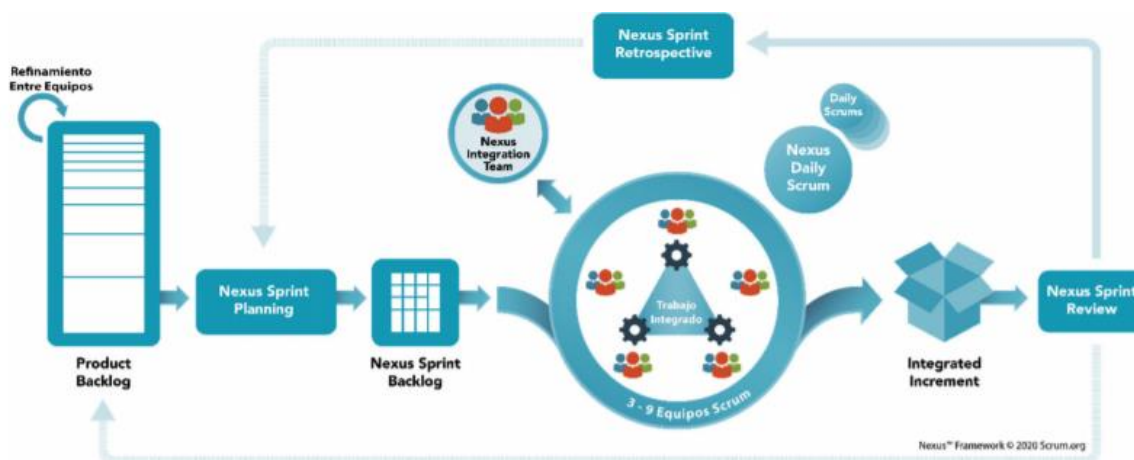 Nexus Sprint
Retrospective
Refinamiento
Entre Equipos
Daily
Scrums
Nexus
Integration
Team
Nexus
Daily
Scrum
Nexus Sprint
Planning
Trabajo
Integrado
Nexus Sprint
Review
Product
Backlog
Nexus Sprint
Backlog
Integrated
Increment
3 - 9 Equipos Scrum
Nexus™ Framework © 2020 Scrum.org